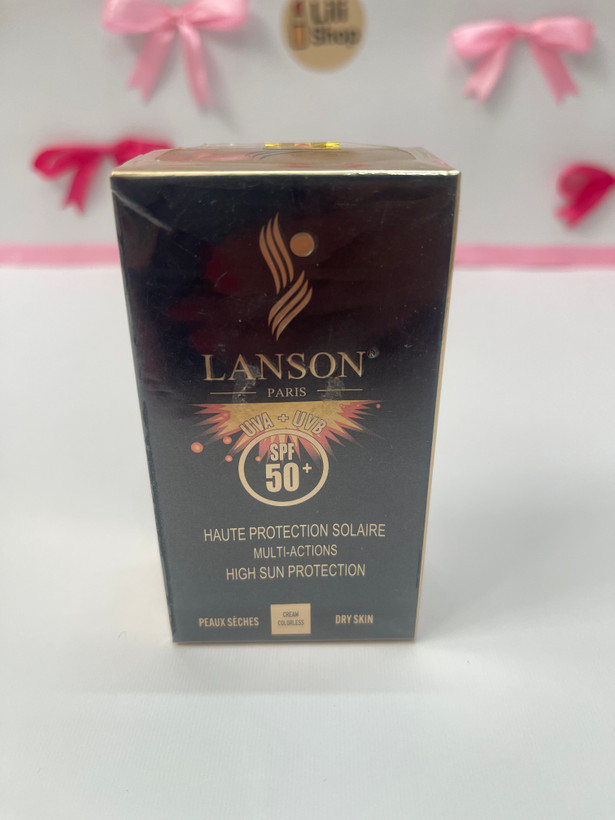 Lili
Shop
LANSON®
PARIS
UVA + UVB
SPF
50+
HAUTE PROTECTION SOLAIRE
MULTI-ACTIONS
HIGH SUN PROTECTION
PEAUX SÈCHES
CREAM
COLORLESS
DRY SKIN